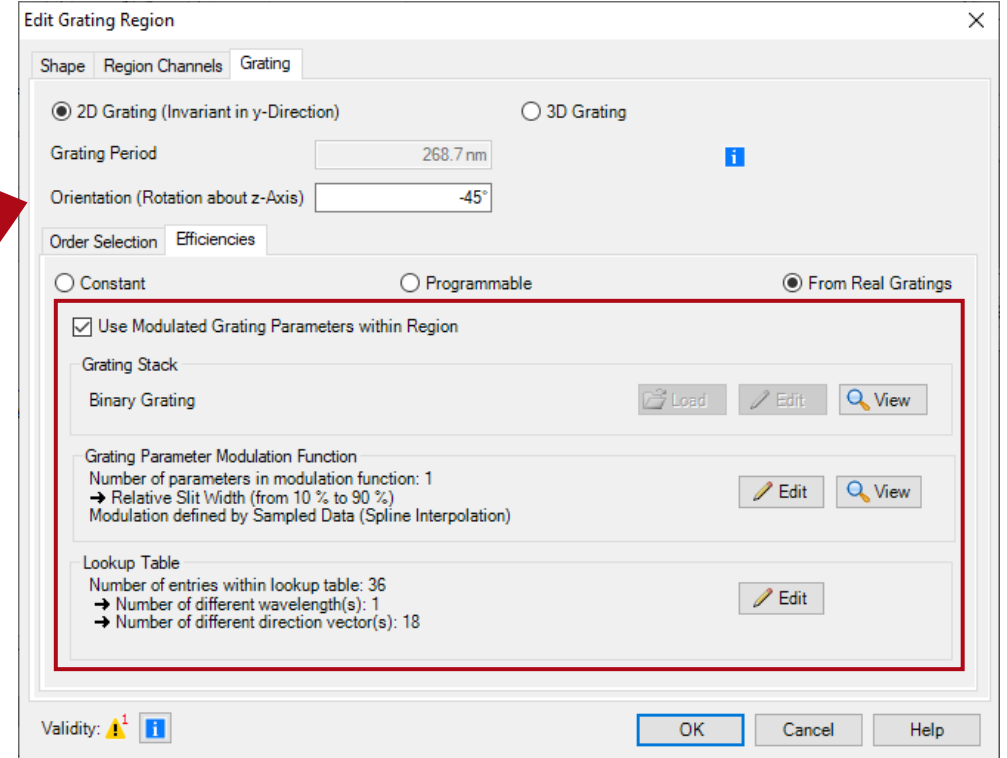 Edit Grating Region
Shape Region Channels Grating
2D Grating (Invariant in y-Direction) 3D Grating
Grating Period 268.7 nm
Orientation (Rotation about z-Axis) -45°
Order Selection Efficiencies
Constant Programmable From Real Gratings
Use Modulated Grating Parameters within Region
Grating Stack
Binary Grating Load Edit View
Grating Parameter Modulation Function
Number of parameters in modulation function: 1
→ Relative Slit Width (from 10 % to 90 %)
Modulation defined by Sampled Data (Spline Interpolation)
Edit View
Lookup Table
Number of entries within lookup table: 36
→ Number of different wavelength(s): 1
→ Number of different direction vector(s): 18
Edit
Validity: 1 OK Cancel Help